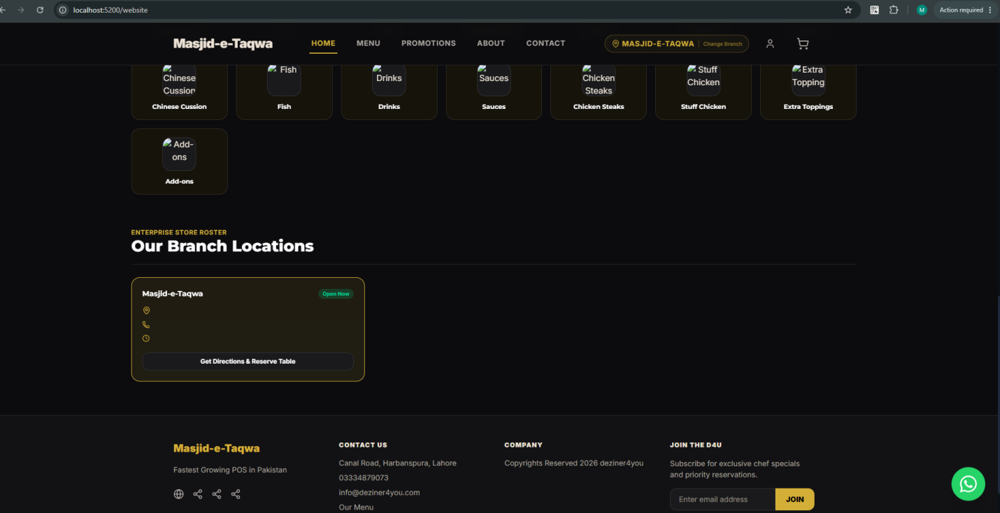 localhost:5200/website
M
Action required
Masjid-e-Taqwa
HOME
MENU
PROMOTIONS
ABOUT
CONTACT
MASJID-E-TAQWA
Change Branch
Chinese
Cussion
Chinese Cussion
Fish
Fish
Drinks
Drinks
Sauces
Sauces
Chicken
Steaks
Chicken Steaks
Stuff
Chicken
Stuff Chicken
Extra
Topping
Extra Toppings
Add-
ons
Add-ons
ENTERPRISE STORE ROSTER
Our Branch Locations
Masjid-e-Taqwa
Open Now
Get Directions & Reserve Table
Masjid-e-Taqwa
Fastest Growing POS in Pakistan
CONTACT US
Canal Road, Harbanspura, Lahore
03334879073
info@deziner4you.com
Our Menu
COMPANY
Copyrights Reserved 2026 deziner4you
JOIN THE D4U
Subscribe for exclusive chef specials
and priority reservations.
Enter email address
JOIN